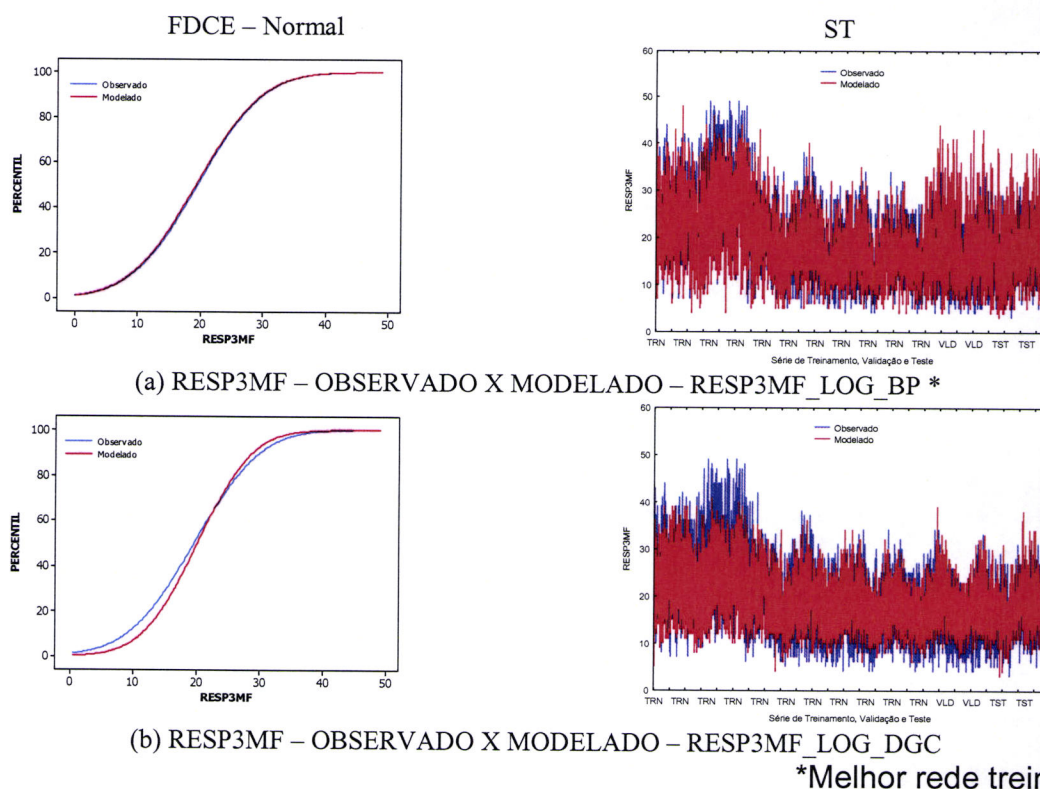 FDCE – Normal
ST
PERCENTIL
100
80
60
40
20
0
Observado
Modelado
0 10 20 30 40 50
RESP3MF
RESP3MF
60
50
40
30
20
10
0
Observado
Modelado
TRN TRN TRN TRN TRN TRN TRN TRN TRN TRN TRN VLD VLD TST TST
Série de Treinamento, Validação e Teste
(a) RESP3MF – OBSERVADO X MODELADO – RESP3MF_LOG_BP *
PERCENTIL
100
80
60
40
20
0
Observado
Modelado
0 10 20 30 40 50
RESP3MF
RESP3MF
60
50
40
30
20
10
0
Observado
Modelado
TRN TRN TRN TRN TRN TRN TRN TRN TRN TRN TRN VLD VLD TST TST
Série de Treinamento, Validação e Teste
(b) RESP3MF – OBSERVADO X MODELADO – RESP3MF_LOG_DGC
*Melhor rede trei